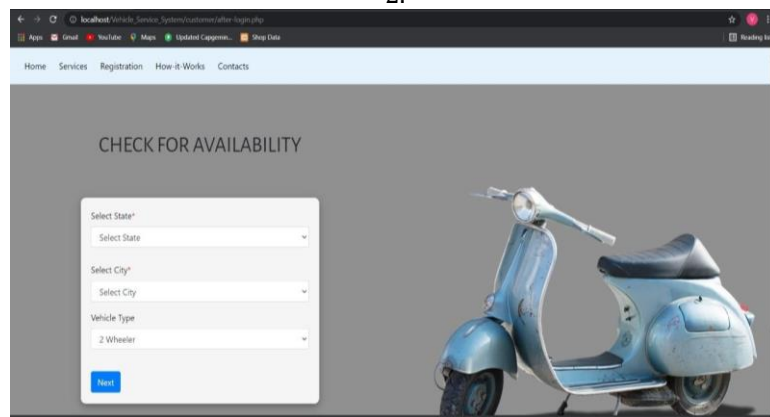 localhost/Vehicle_Service_System/customer/after-login.php
Apps Gmail YouTube Maps Updated Capgemin... Shop Data Reading list
Home Services Registration How-it-Works Contacts
CHECK FOR AVAILABILITY
Select State*
Select State
Select City*
Select City
Vehicle Type
2 Wheeler
Next